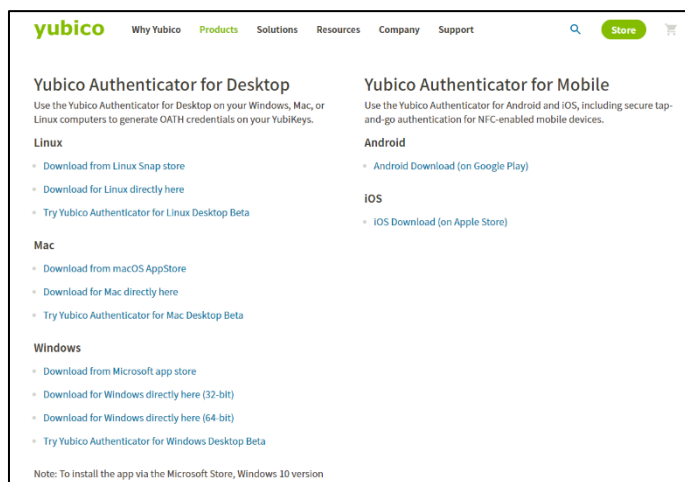 yubico Why Yubico Products Solutions Resources Company Support Store
Yubico Authenticator for Desktop
Use the Yubico Authenticator for Desktop on your Windows, Mac, or
Linux computers to generate OATH credentials on your YubiKeys.
Linux
Download from Linux Snap store
Download for Linux directly here
Try Yubico Authenticator for Linux Desktop Beta
Mac
Download from macOS AppStore
Download for Mac directly here
Try Yubico Authenticator for Mac Desktop Beta
Windows
Download from Microsoft app store
Download for Windows directly here (32-bit)
Download for Windows directly here (64-bit)
Try Yubico Authenticator for Windows Desktop Beta
Note: To install the app via the Microsoft Store, Windows 10 version
Yubico Authenticator for Mobile
Use the Yubico Authenticator for Android and iOS, including secure tap-
and-go authentication for NFC-enabled mobile devices.
Android
Android Download (on Google Play)
iOS
iOS Download (on Apple Store)